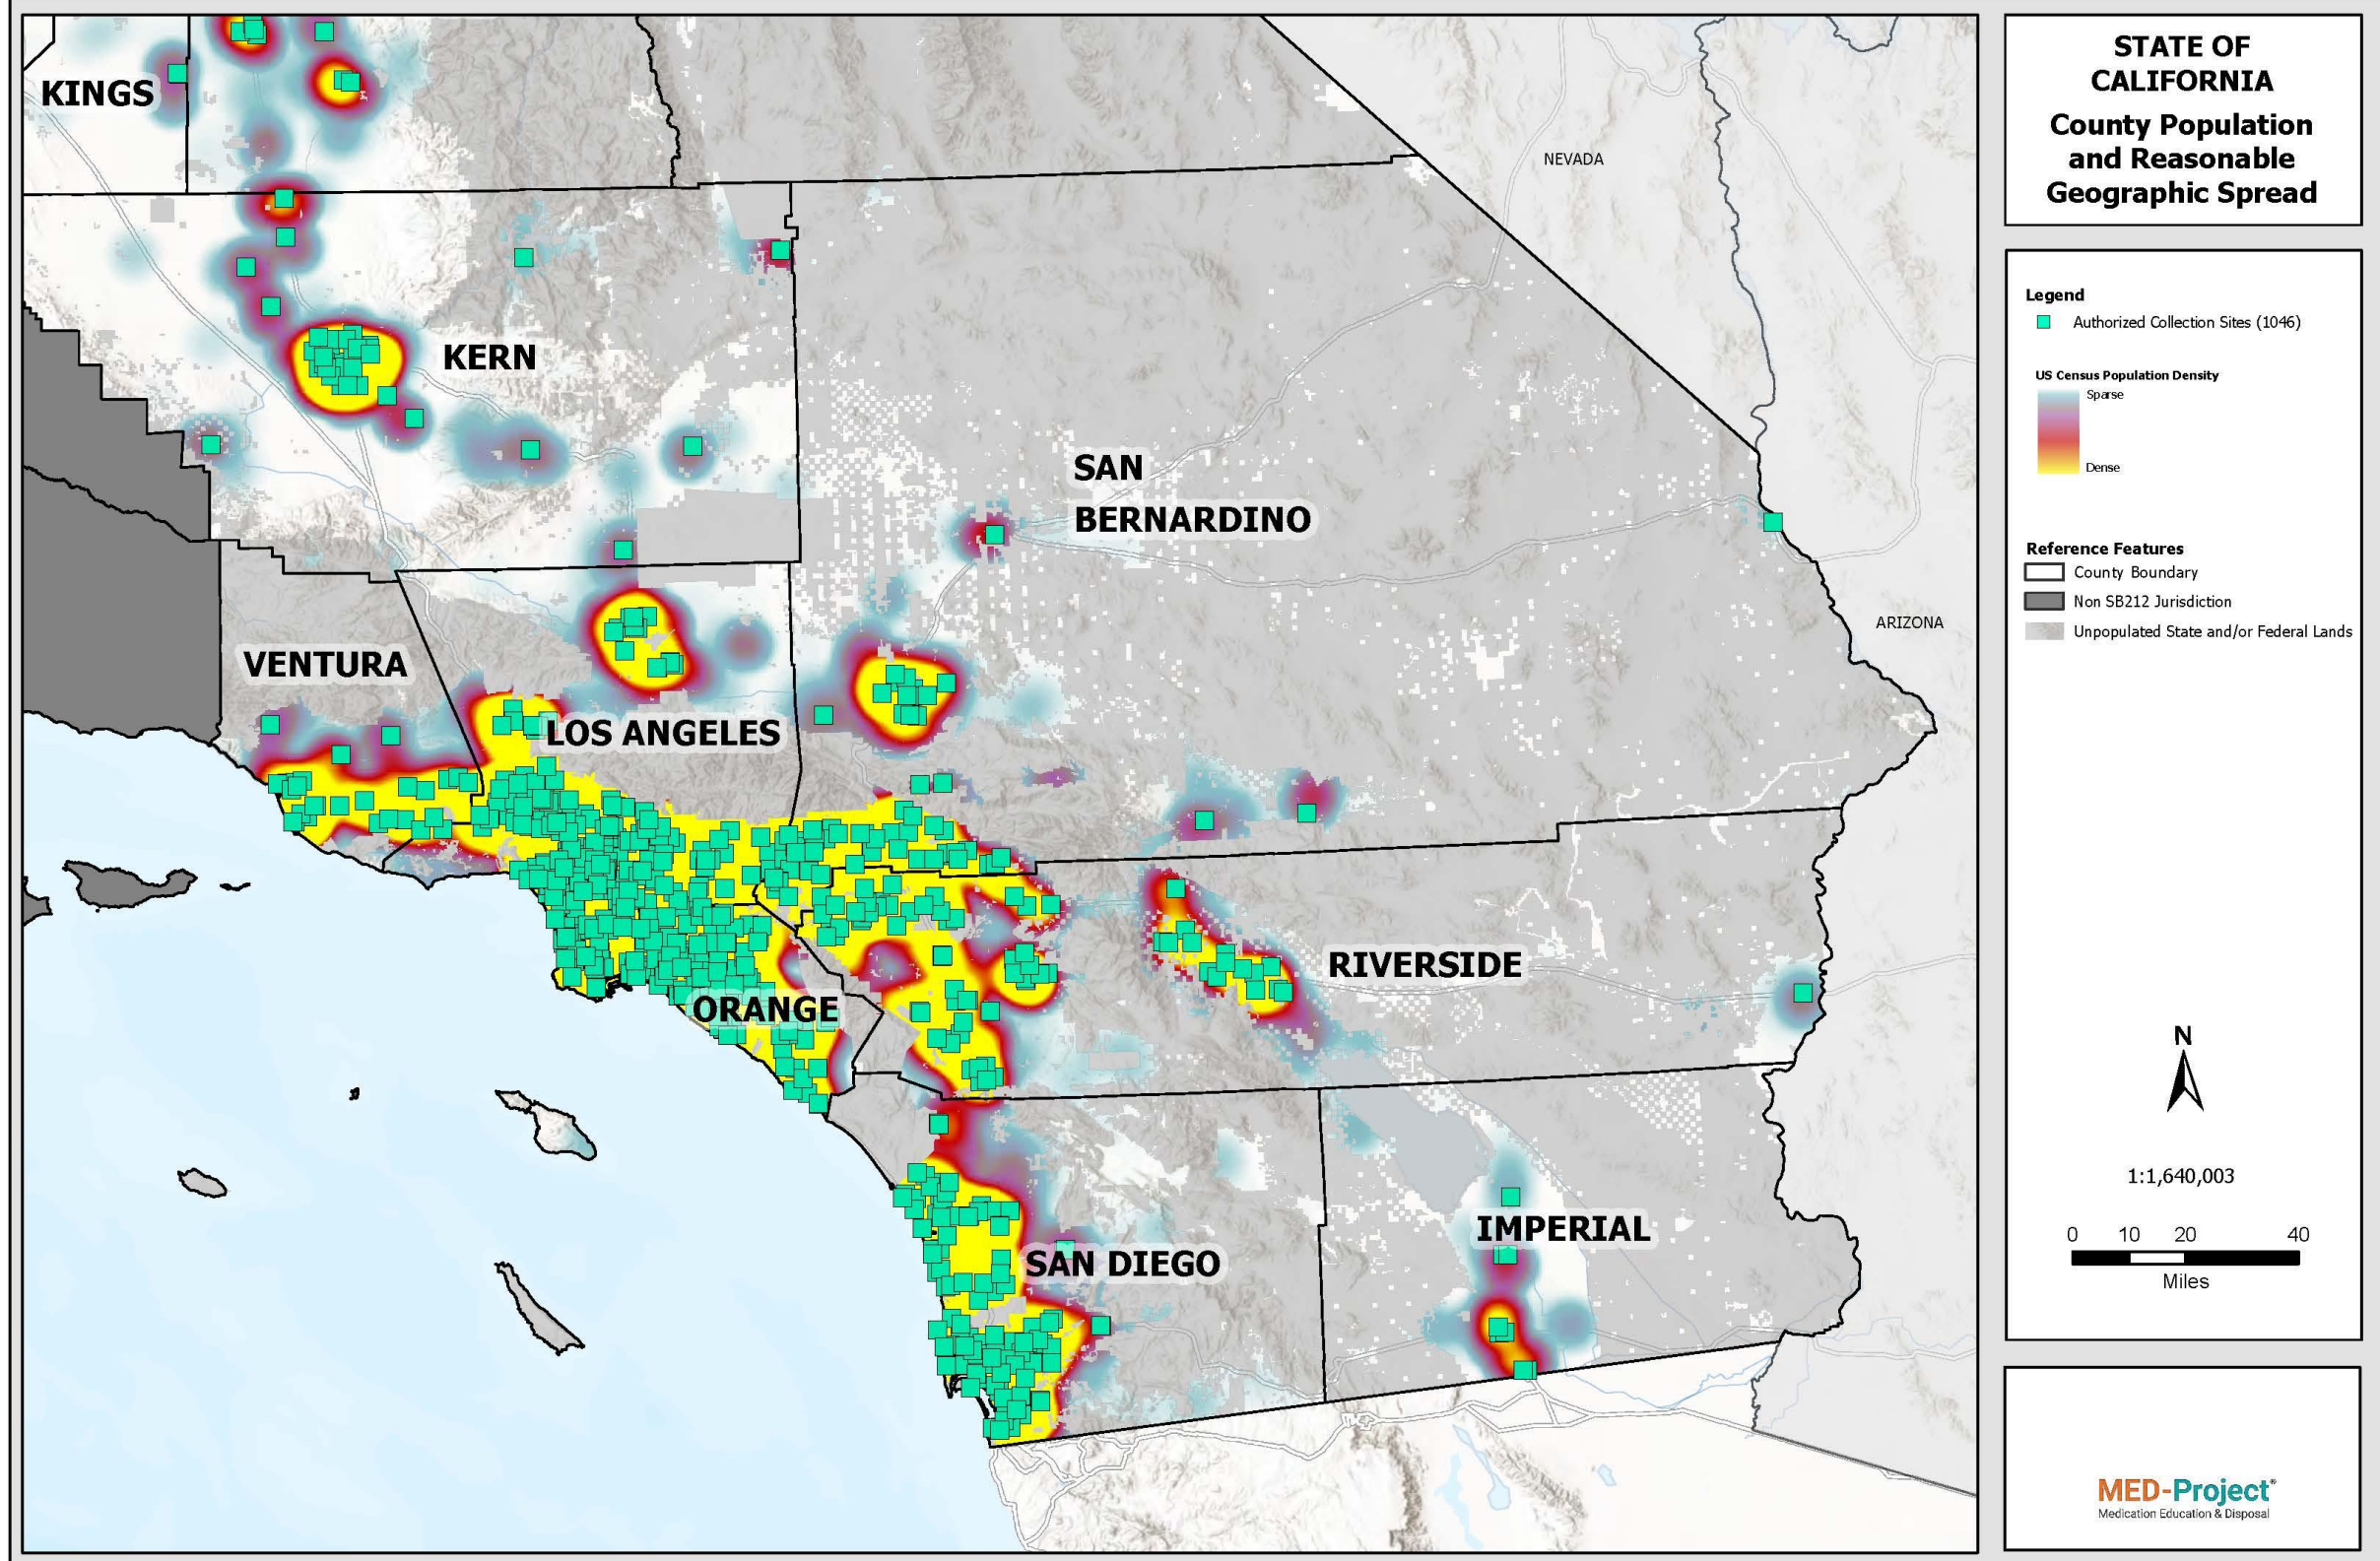 STATE OF
CALIFORNIA
County Population
and Reasonable
Geographic Spread
Legend
Authorized Collection Sites (1046)
US Census Population Density
Sparse
Dense
Reference Features
County Boundary
Non SB212 Jurisdiction
Unpopulated State and/or Federal Lands
N
1:1,640,003
0 10 20 40
Miles
MED-Project®
Medication Education & Disposal
KINGS
NEVADA
KERN
SAN
BERNARDINO
ARIZONA
VENTURA
LOS ANGELES
RIVERSIDE
ORANGE
IMPERIAL
SAN DIEGO